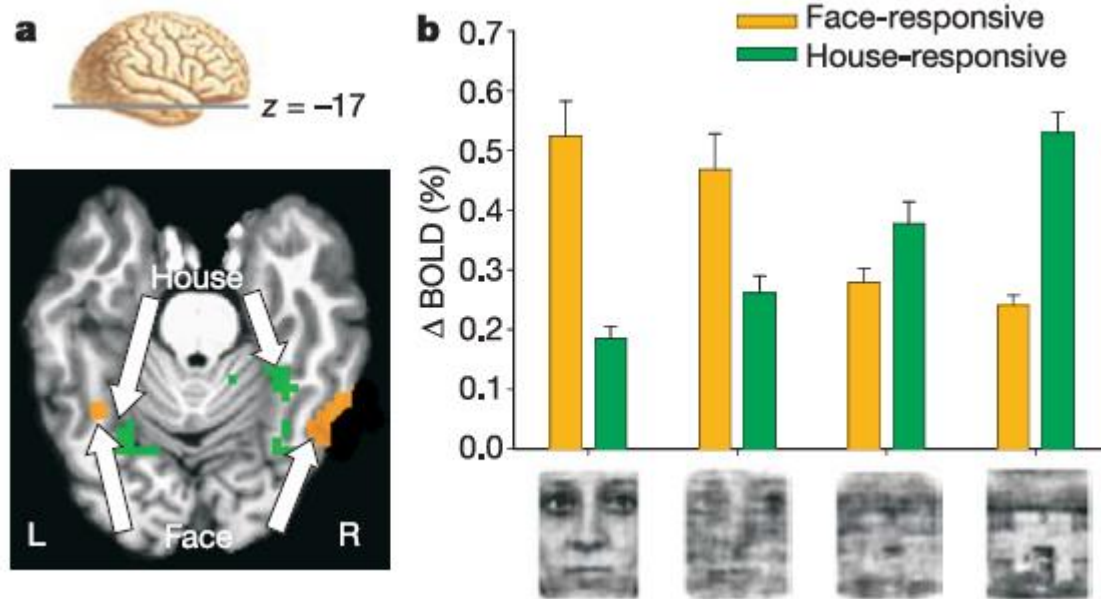 a
z = –17
House
L
Face
R
b
Face-responsive
House-responsive
Δ BOLD (%)
0.7
0.6
0.5
0.4
0.3
0.2
0.1
0.0